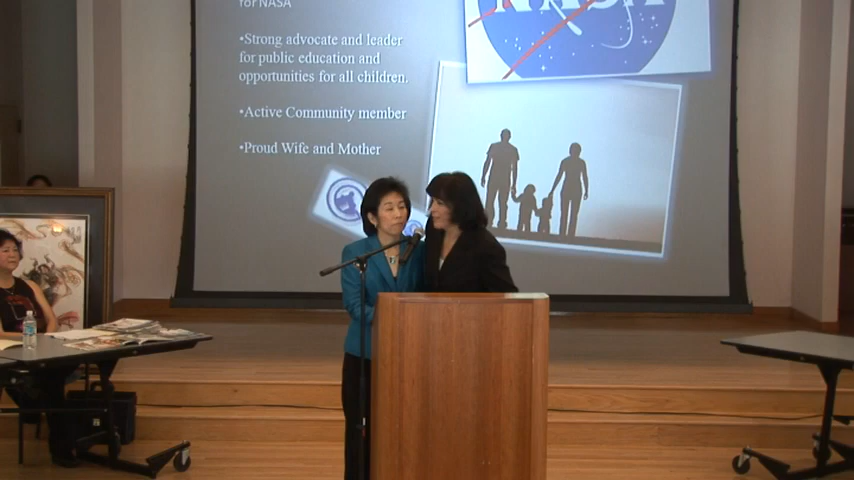 for NASA
NASA
•Strong advocate and leader
for public education and
opportunities for all children.
•Active Community member
•Proud Wife and Mother